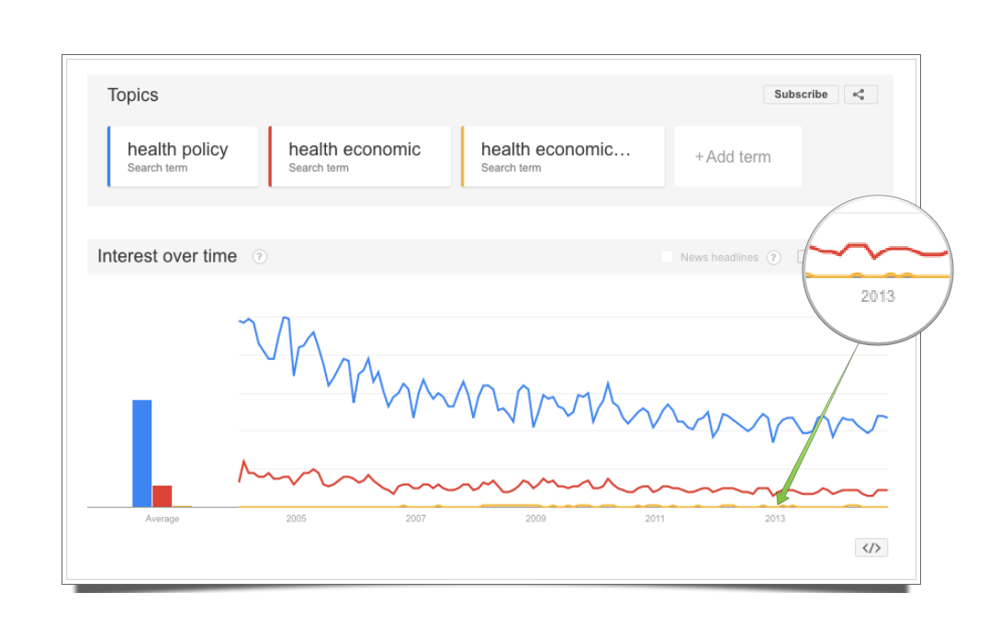 Topics
Subscribe
health policy
Search term
health economic
Search term
health economic...
Search term
+Add term
Interest over time ?
News headlines ?
2013
Average
2005
2007
2009
2011
2013
</>